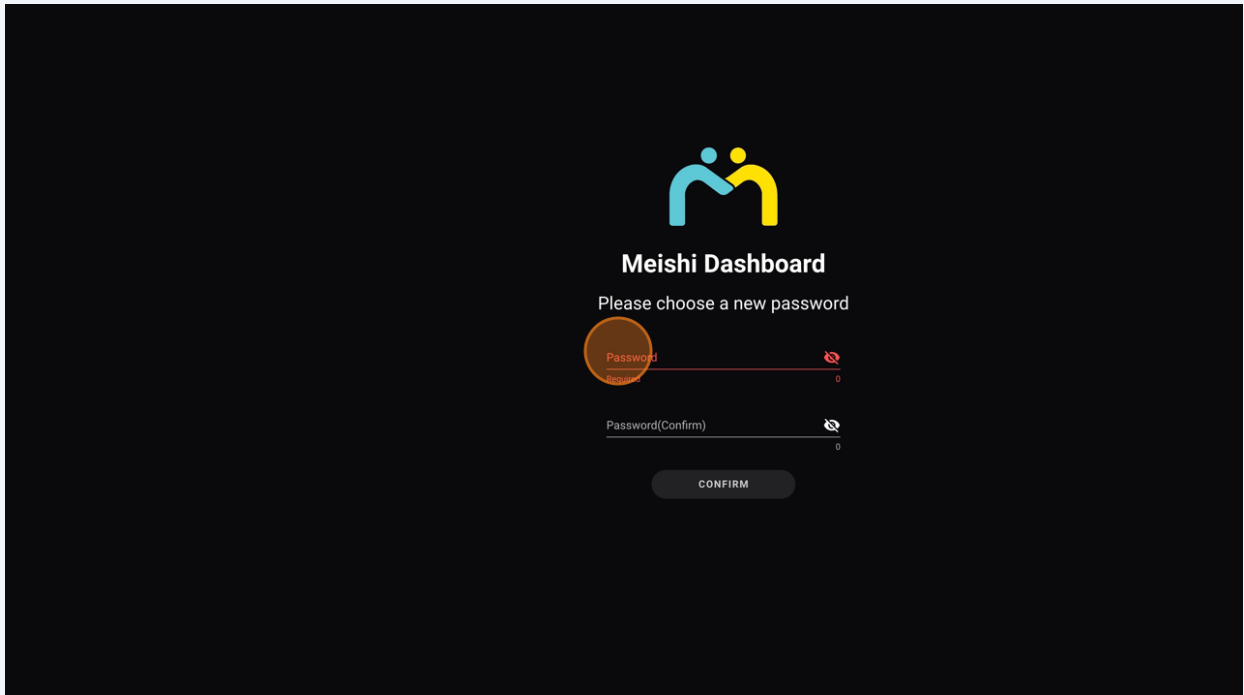 Meishi Dashboard
Please choose a new password
Password
Required 0
Password(Confirm)
0
CONFIRM